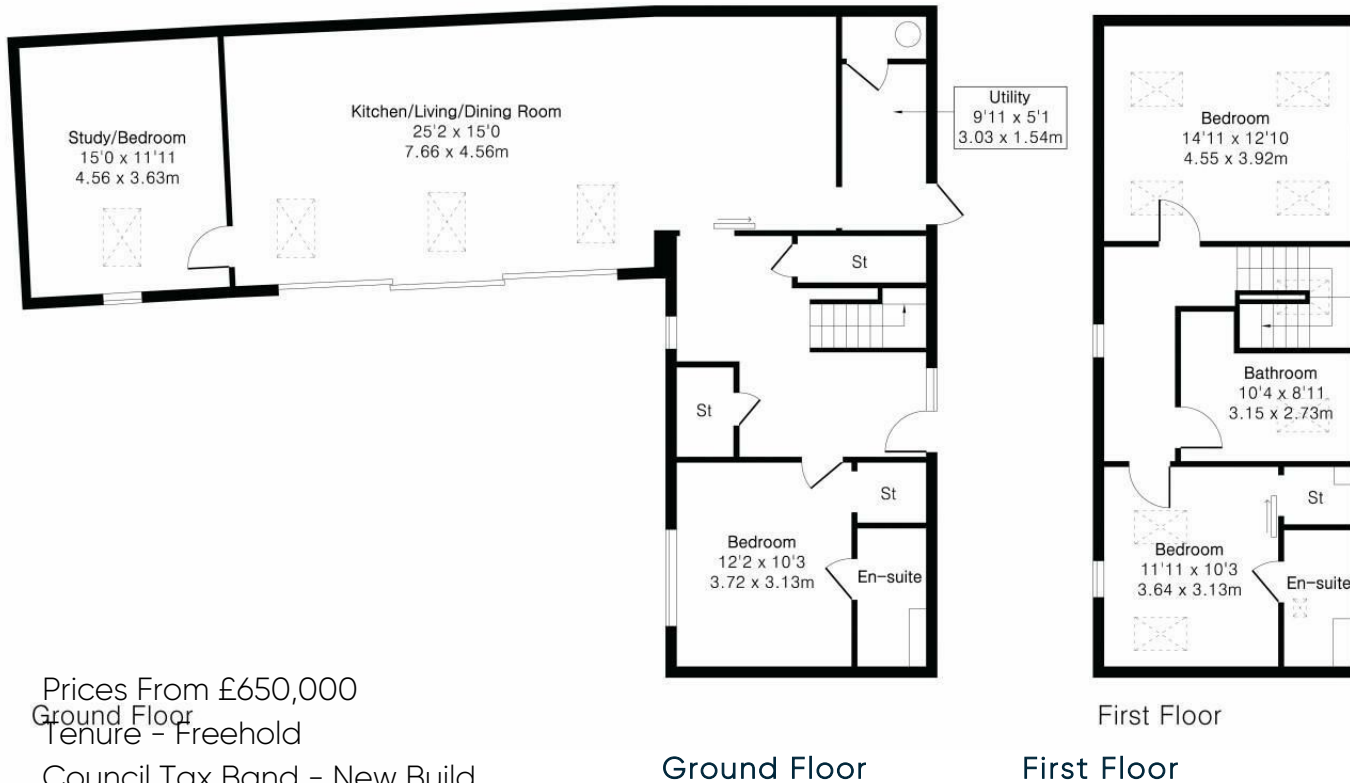 Study/Bedroom
15'0 x 11'11
4.56 x 3.63m
Kitchen/Living/Dining Room
25'2 x 15'0
7.66 x 4.56m
Utility
9'11 x 5'1
3.03 x 1.54m
St
St
St
Bedroom
12'2 x 10'3
3.72 x 3.13m
En-suite
Bedroom
14'11 x 12'10
4.55 x 3.92m
Bathroom
10'4 x 8'11
3.15 x 2.73m
St
Bedroom
11'11 x 10'3
3.64 x 3.13m
En-suite
Prices From £650,000
Ground Floor
Tenure - Freehold
Council Tax Band - New Build
First Floor
Ground Floor
First Floor